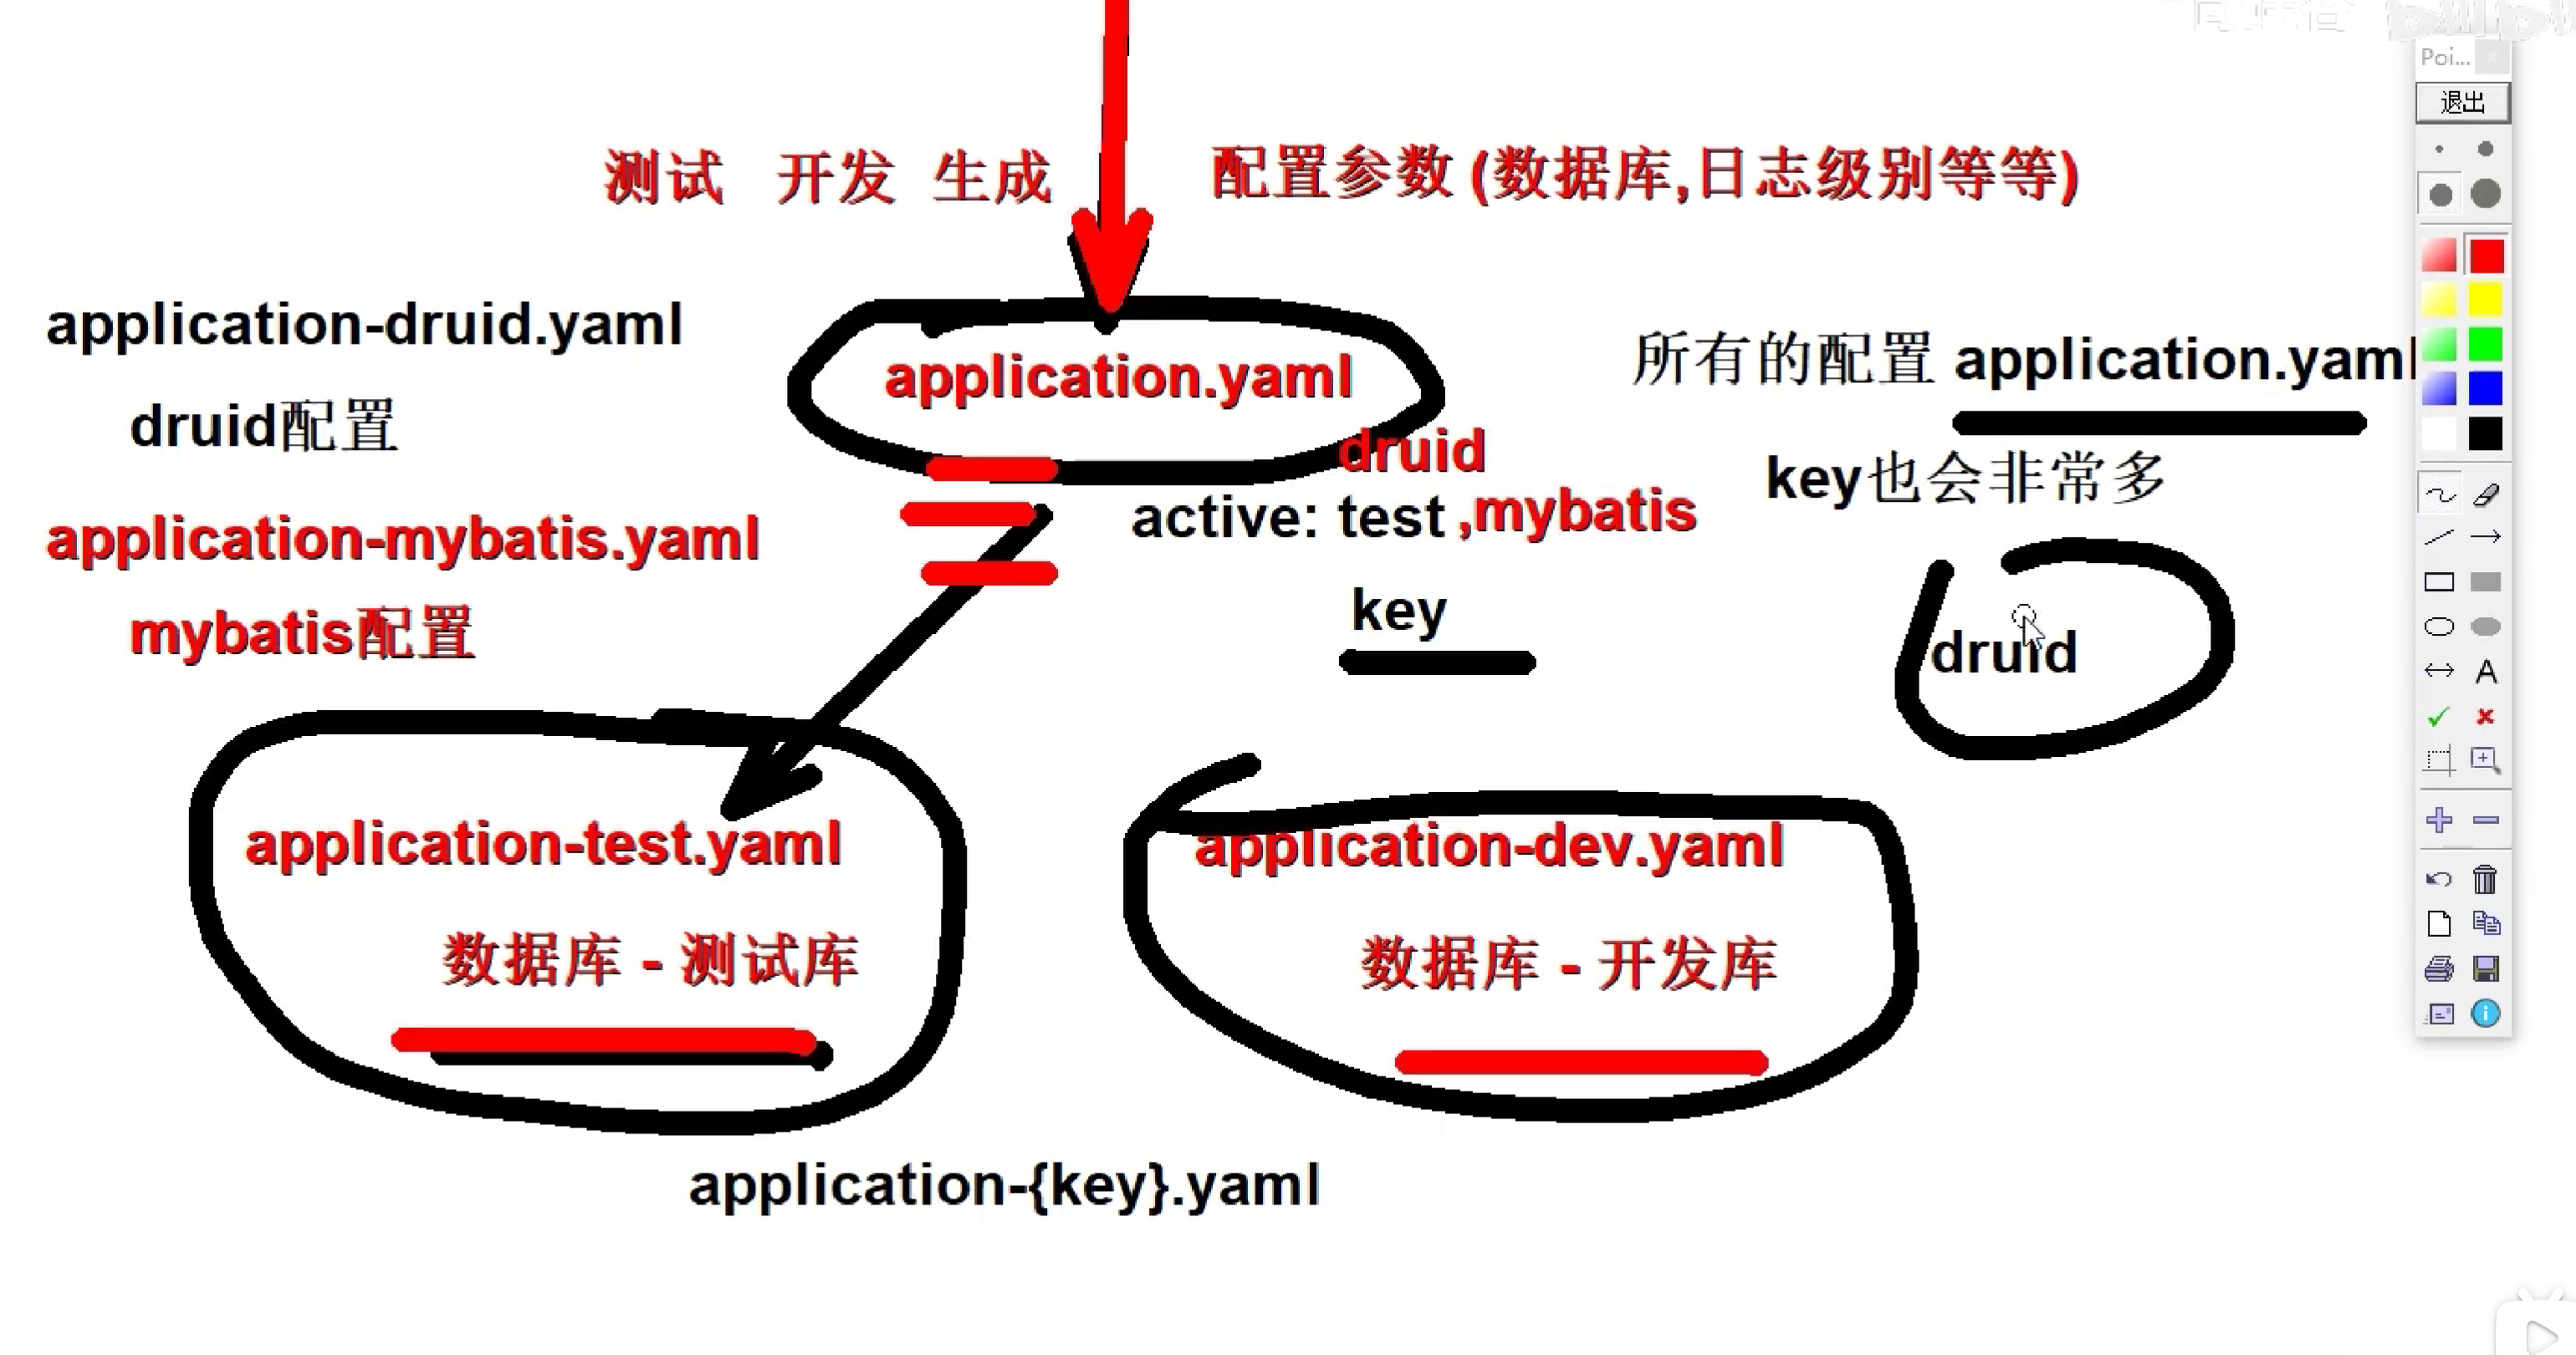 Poi...
退出
测试 开发 生成 配置参数 (数据库,日志级别等等)
application-druid.yaml
druid配置
application-mybatis.yaml
mybatis配置
application.yaml
druid
active: test ,mybatis
key
所有的配置 application.yaml
key也会非常多
druid
application-test.yaml
数据库 - 测试库
application-dev.yaml
数据库 - 开发库
application-{key}.yaml
A